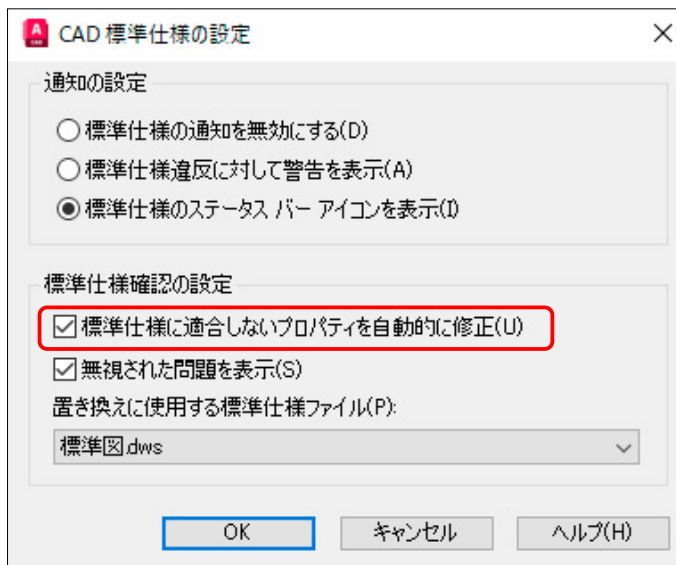 CAD 標準仕様の設定
通知の設定
標準仕様の通知を無効にする(D)
標準仕様違反に対して警告を表示(A)
標準仕様のステータス バー アイコンを表示(I)
標準仕様確認の設定
標準仕様に適合しないプロパティを自動的に修正(U)
無視された問題を表示(S)
置き換えに使用する標準仕様ファイル(P):
標準図.dws
OK キャンセル ヘルプ(H)